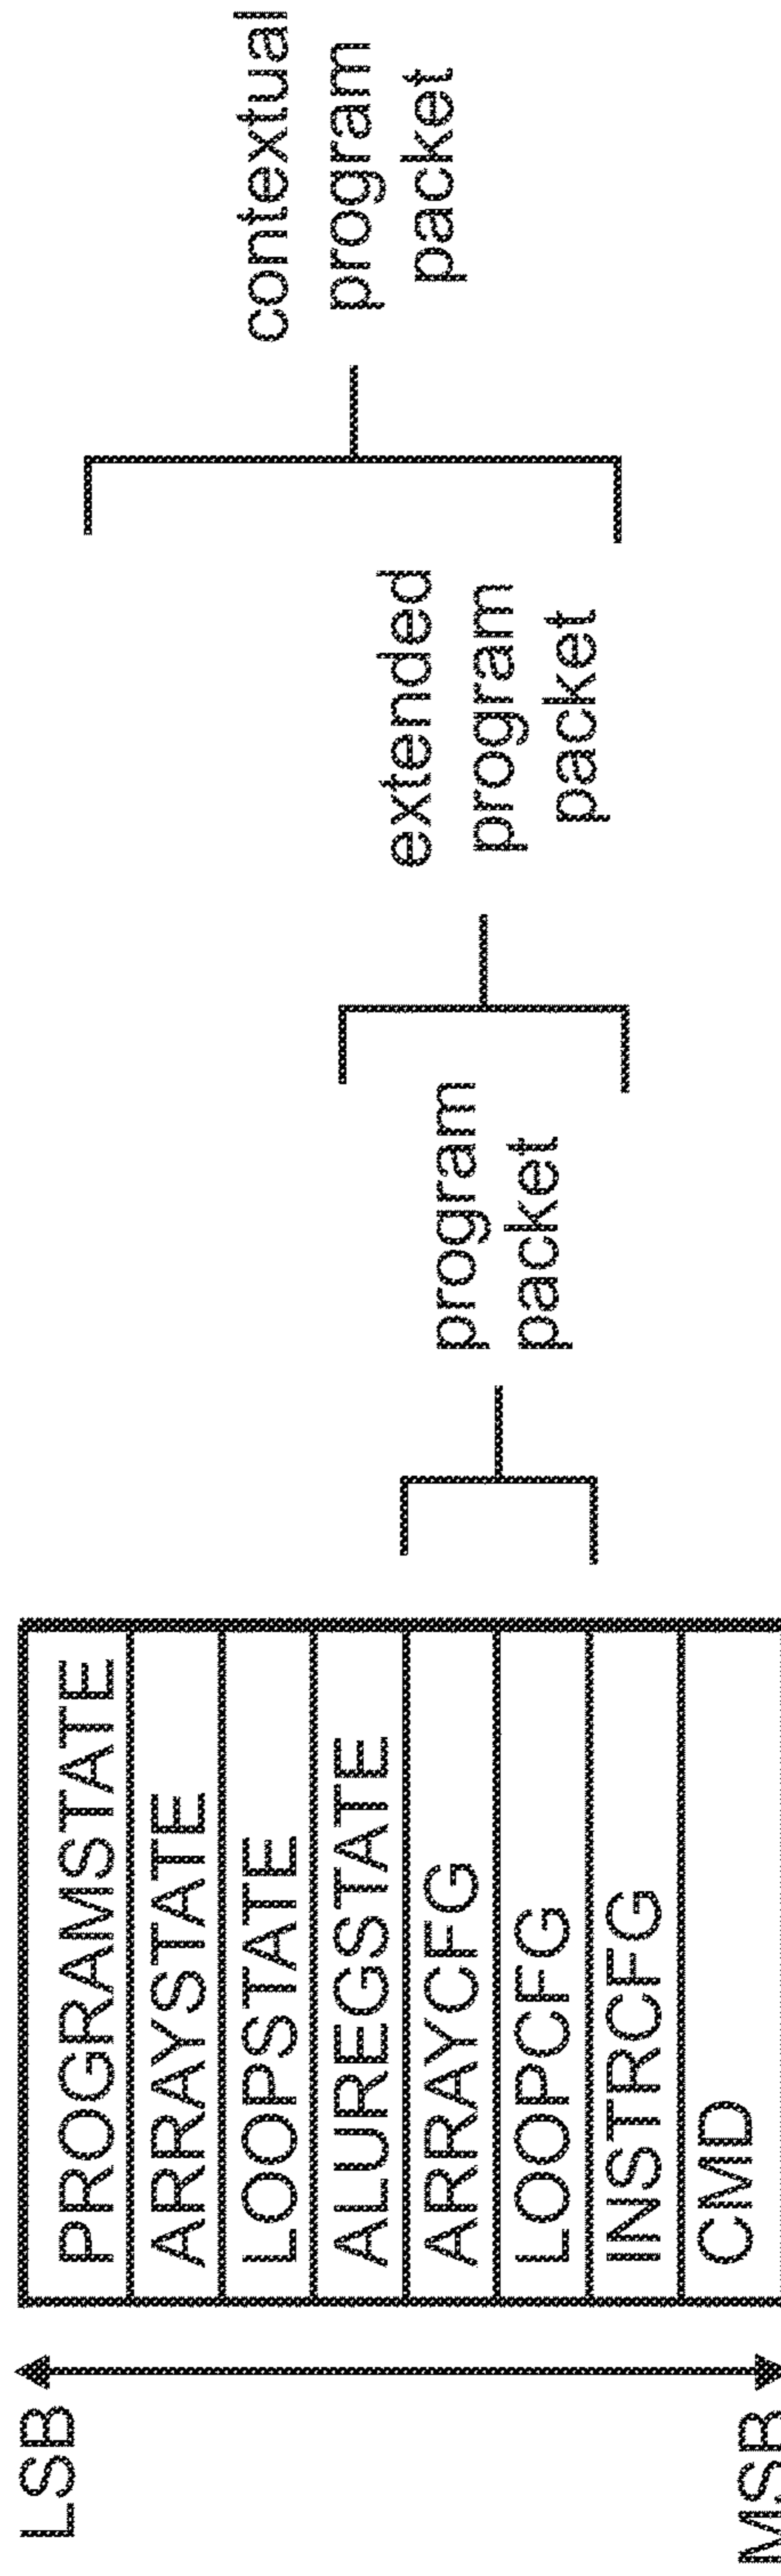 LSB
MSB
PROGRAMSTATE
ARRAYSTATE
LOOPSTATE
ALUREGSTATE
ARRAYCFG
LOOPCFG
INSTRCFG
CMD
program
packet
extended
program
packet
contextual
program
packet